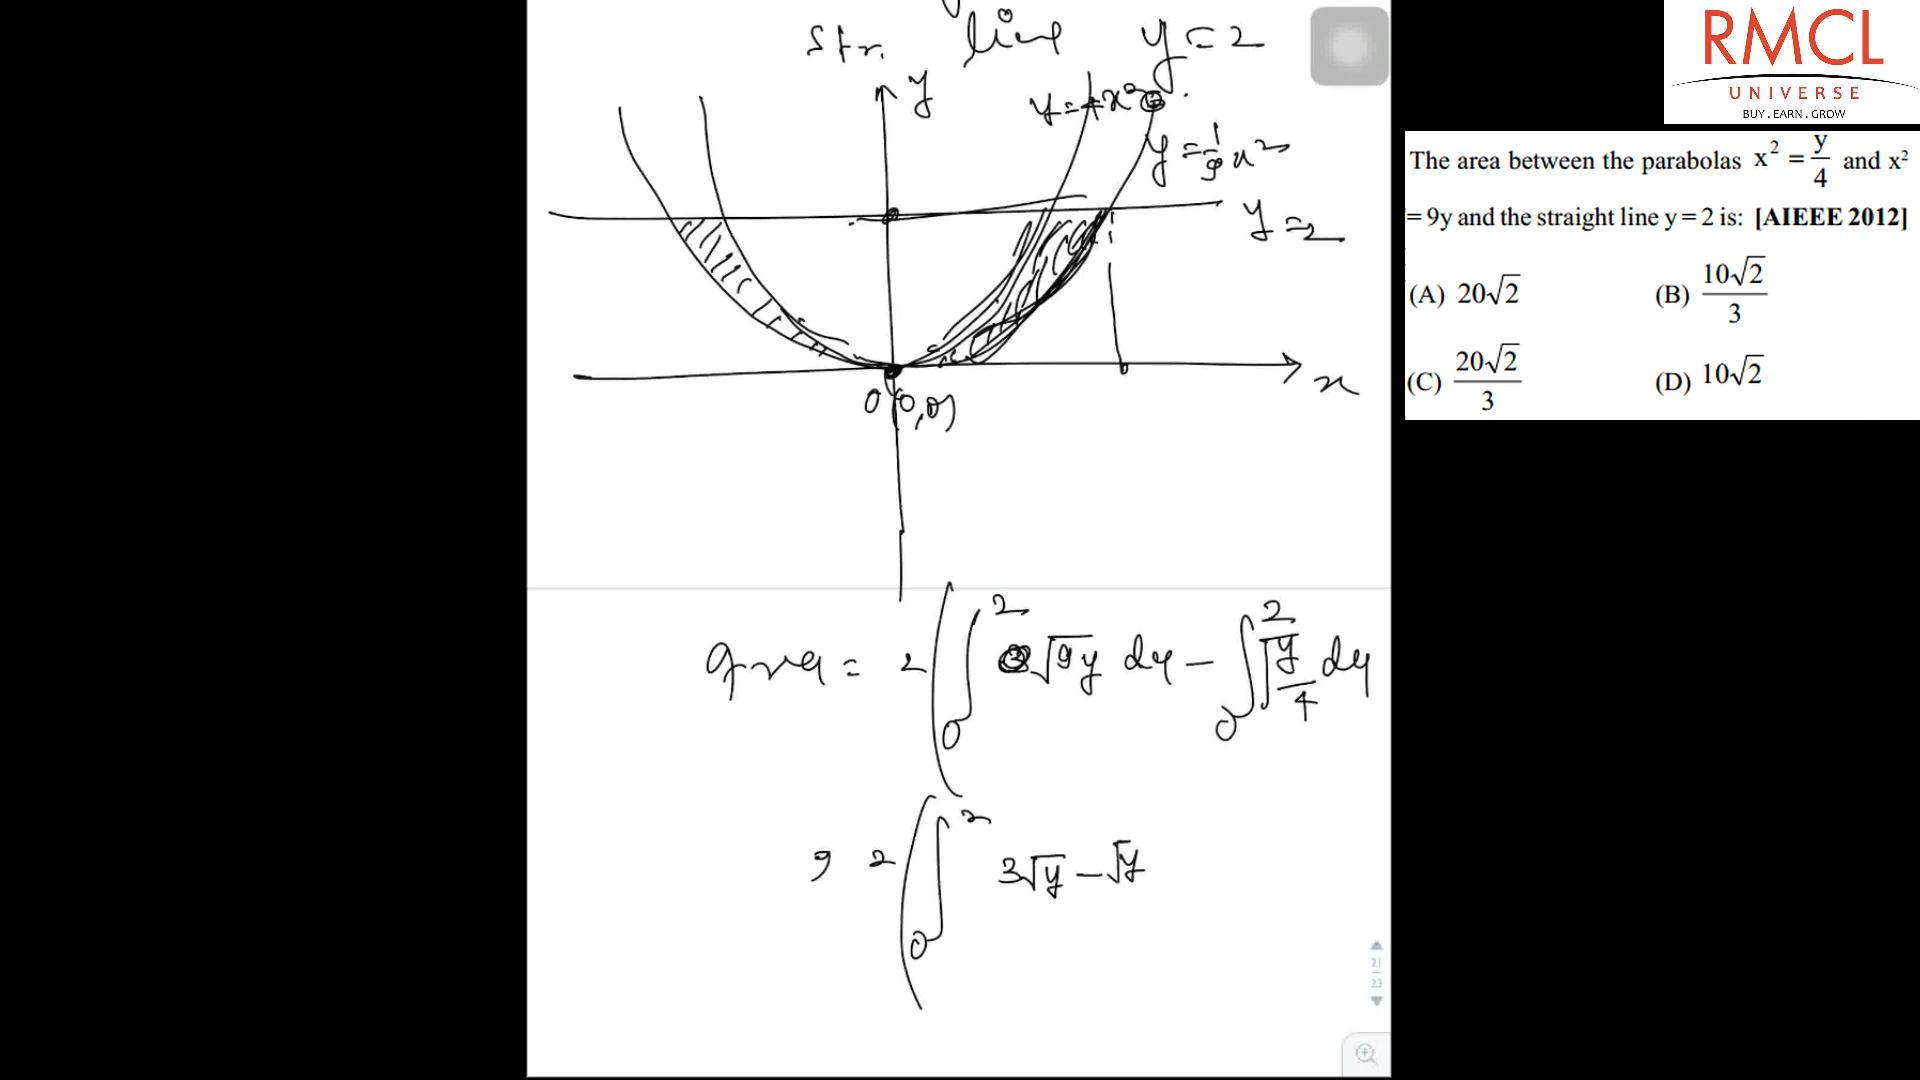 Str. line y = 2
y
y = 4x²
y = 1/9 x²
y = 2
x
O (0,0)
Area = 2 ( ∫₀² √9y dy – ∫₀² √y/4 dy
2 ( ∫₀² 3√y – √y
21
23
RMCL
UNIVERSE
BUY . EARN . GROW
The area between the parabolas x² = y/4 and x²
= 9y and the straight line y = 2 is: [AIEEE 2012]
(A) 20√2 (B) 10√2/3
(C) 20√2/3 (D) 10√2